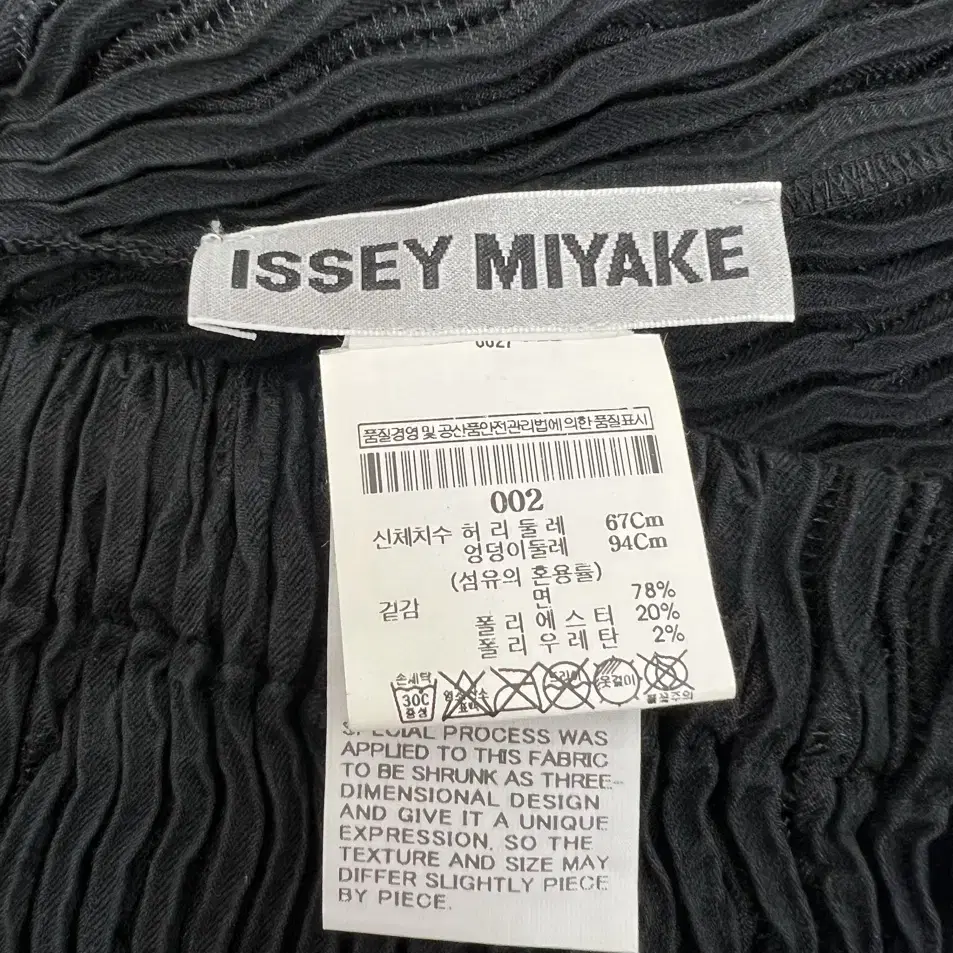 ISSEY MIYAKE
품질경영 및 공산품안전관리법에 의한 품질표시
002
신체치수 허리둘레 67Cm
엉덩이둘레 94Cm
(섬유의 혼용률)
겉감 면 78%
폴리에스터 20%
폴리우레탄 2%
손세탁
30C
중성
드라이
옷걸이
불꽃주의
SPECIAL PROCESS WAS
APPLIED TO THIS FABRIC
TO BE SHRUNK AS THREE-
DIMENSIONAL DESIGN
AND GIVE IT A UNIQUE
EXPRESSION. SO THE
TEXTURE AND SIZE MAY
DIFFER SLIGHTLY PIECE
BY PIECE.